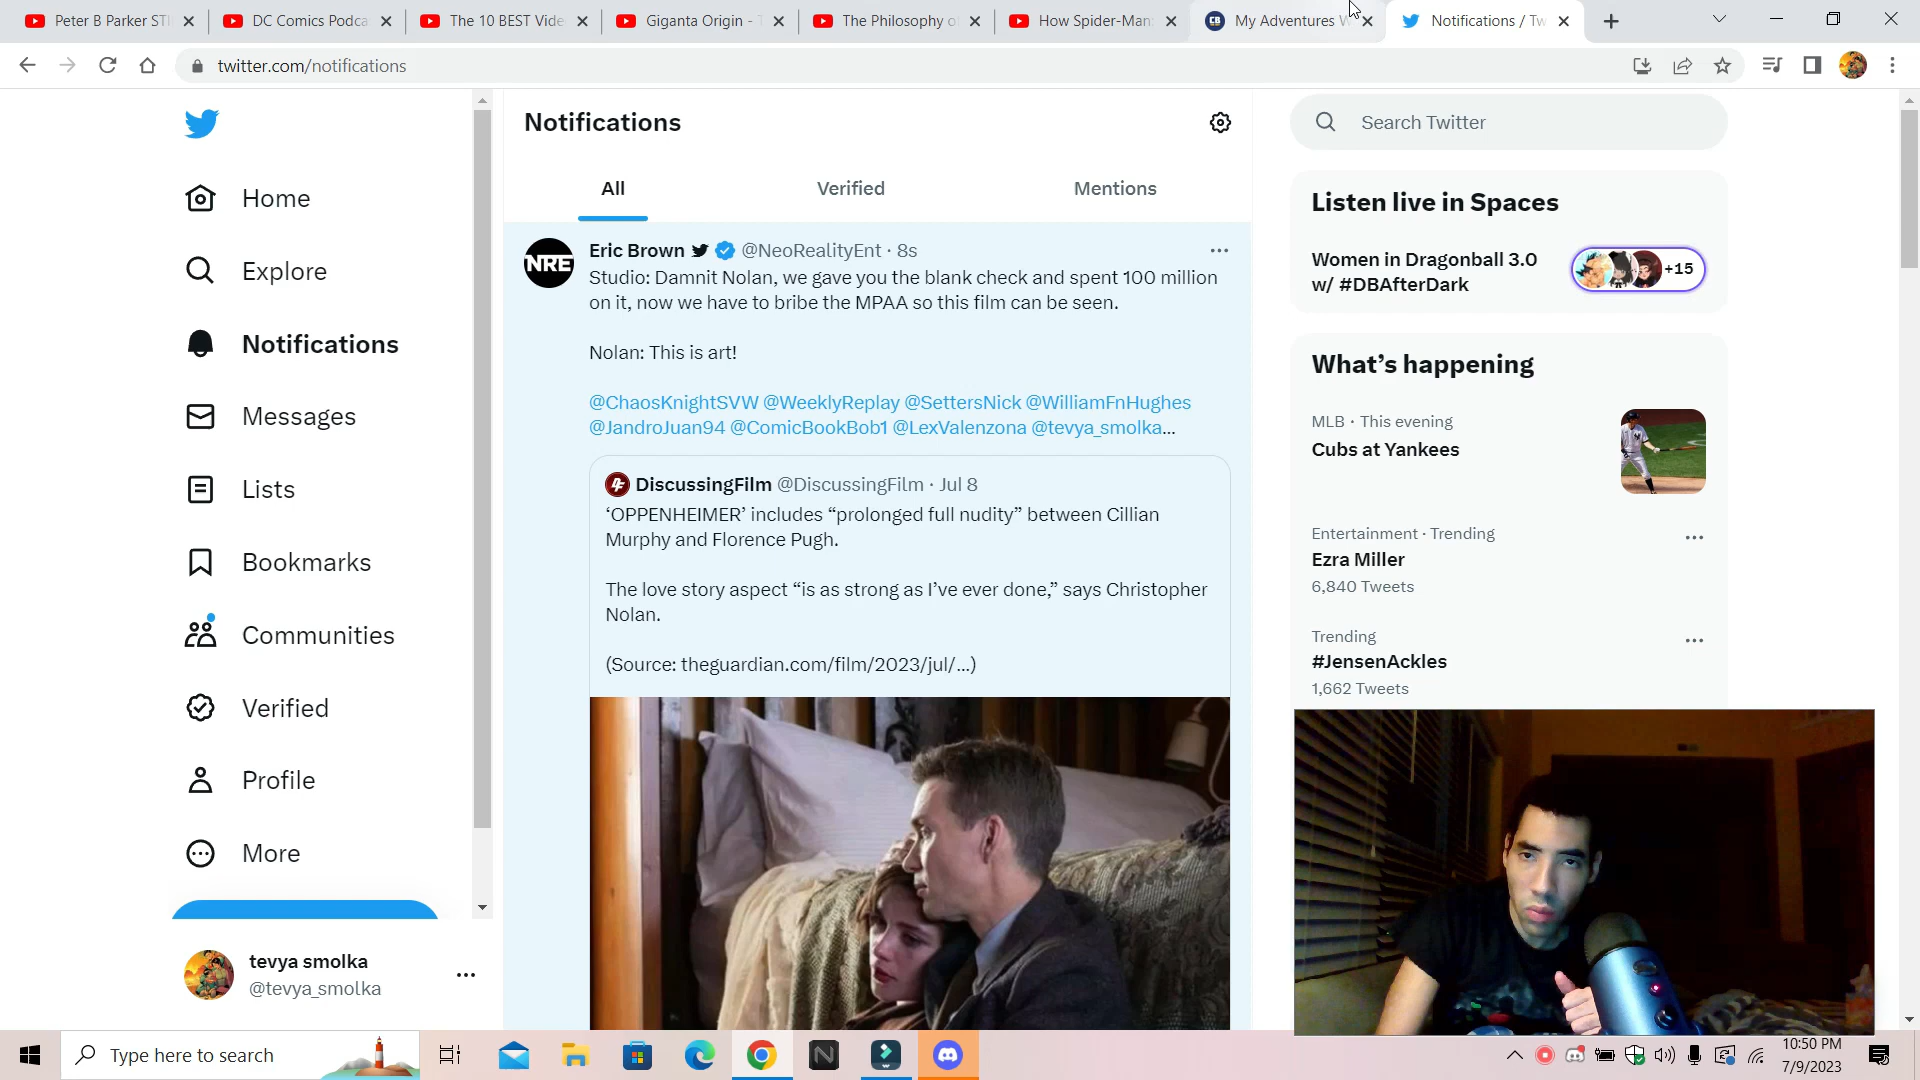 Peter B Parker STI
DC Comics Podca
The 10 BEST Vide
Giganta Origin - T
The Philosophy o
How Spider-Man
CB My Adventures W
Notifications / Tw
twitter.com/notifications
Home
Explore
Notifications
Messages
Lists
Bookmarks
Communities
Verified
Profile
More
tevya smolka
@tevya_smolka
Notifications
All
Verified
Mentions
NRE
Eric Brown @NeoRealityEnt · 8s
Studio: Damnit Nolan, we gave you the blank check and spent 100 million
on it, now we have to bribe the MPAA so this film can be seen.
Nolan: This is art!
@ChaosKnightSVW @WeeklyReplay @SettersNick @WilliamFnHughes
@JandroJuan94 @ComicBookBob1 @LexValenzona @tevya_smolka...
DF DiscussingFilm @DiscussingFilm · Jul 8
‘OPPENHEIMER’ includes “prolonged full nudity” between Cillian
Murphy and Florence Pugh.
The love story aspect “is as strong as I’ve ever done,” says Christopher
Nolan.
(Source: theguardian.com/film/2023/jul/...)
Search Twitter
Listen live in Spaces
Women in Dragonball 3.0
w/ #DBAfterDark
+15
What’s happening
MLB · This evening
Cubs at Yankees
Entertainment · Trending
Ezra Miller
6,840 Tweets
Trending
#JensenAckles
1,662 Tweets
Type here to search
N
10:50 PM
7/9/2023